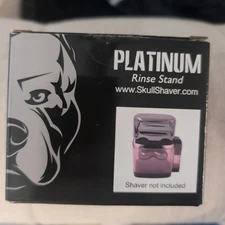 PLATINUM
Rinse Stand
www.SkullShaver.com
Shaver not included